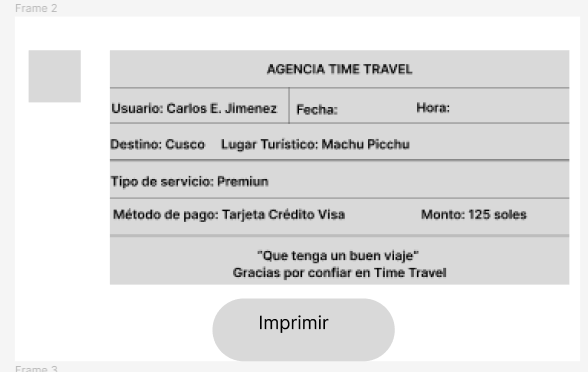 Frame 2
AGENCIA TIME TRAVEL
Usuario: Carlos E. Jimenez Fecha: Hora:
Destino: Cusco Lugar Turístico: Machu Picchu
Tipo de servicio: Premiun
Método de pago: Tarjeta Crédito Visa Monto: 125 soles
"Que tenga un buen viaje"
Gracias por confiar en Time Travel
Imprimir
Frame 3